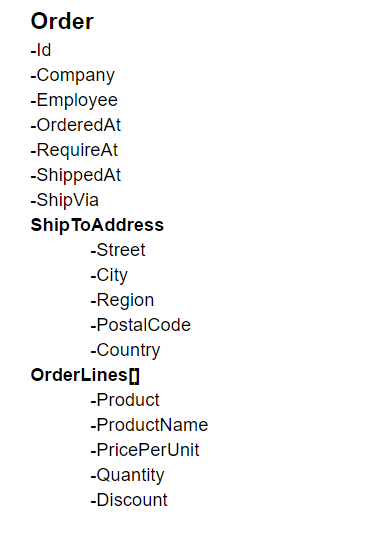 Order
-Id
-Company
-Employee
-OrderedAt
-RequireAt
-ShippedAt
-ShipVia
ShipToAddress
-Street
-City
-Region
-PostalCode
-Country
OrderLines[]
-Product
-ProductName
-PricePerUnit
-Quantity
-Discount